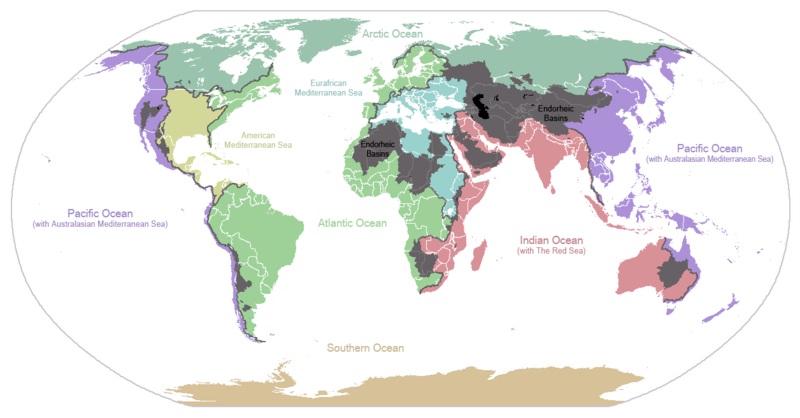 Arctic Ocean
Eurafrican
Mediterranean Sea
American
Mediterranean Sea
Endorheic
Basins
Endorheic
Basins
Pacific Ocean
(with Australasian Mediterranean Sea)
Pacific Ocean
(with Australasian Mediterranean Sea)
Atlantic Ocean
Indian Ocean
(with The Red Sea)
Southern Ocean